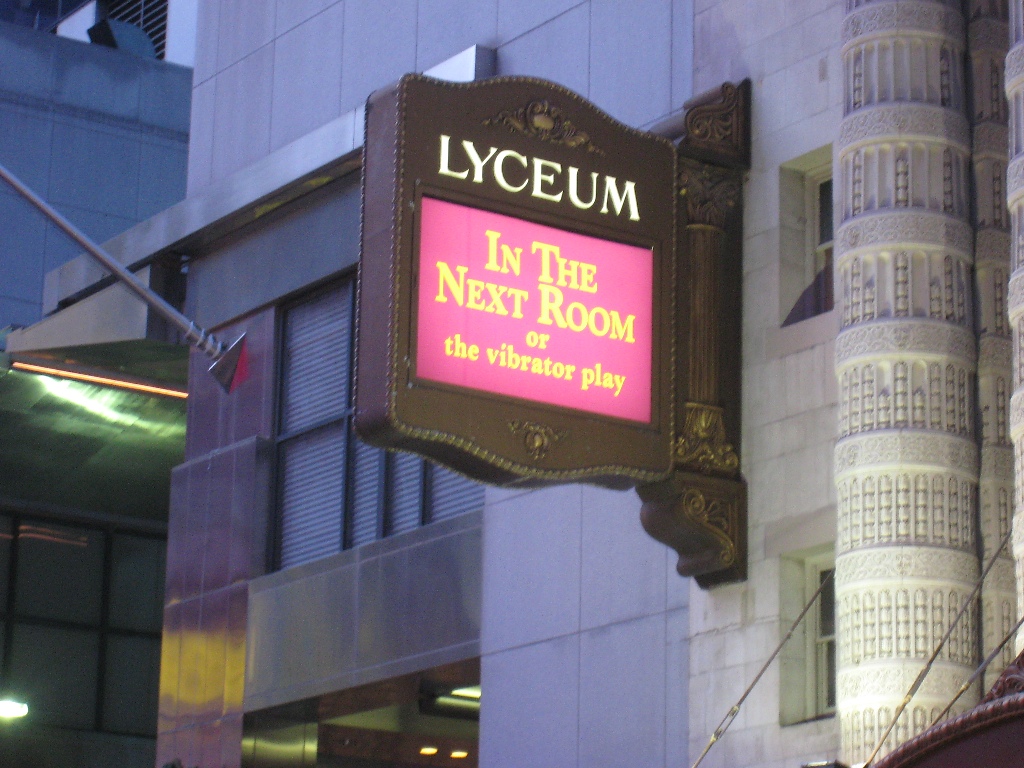 LYCEUM
IN THE
NEXT ROOM
or
the vibrator play